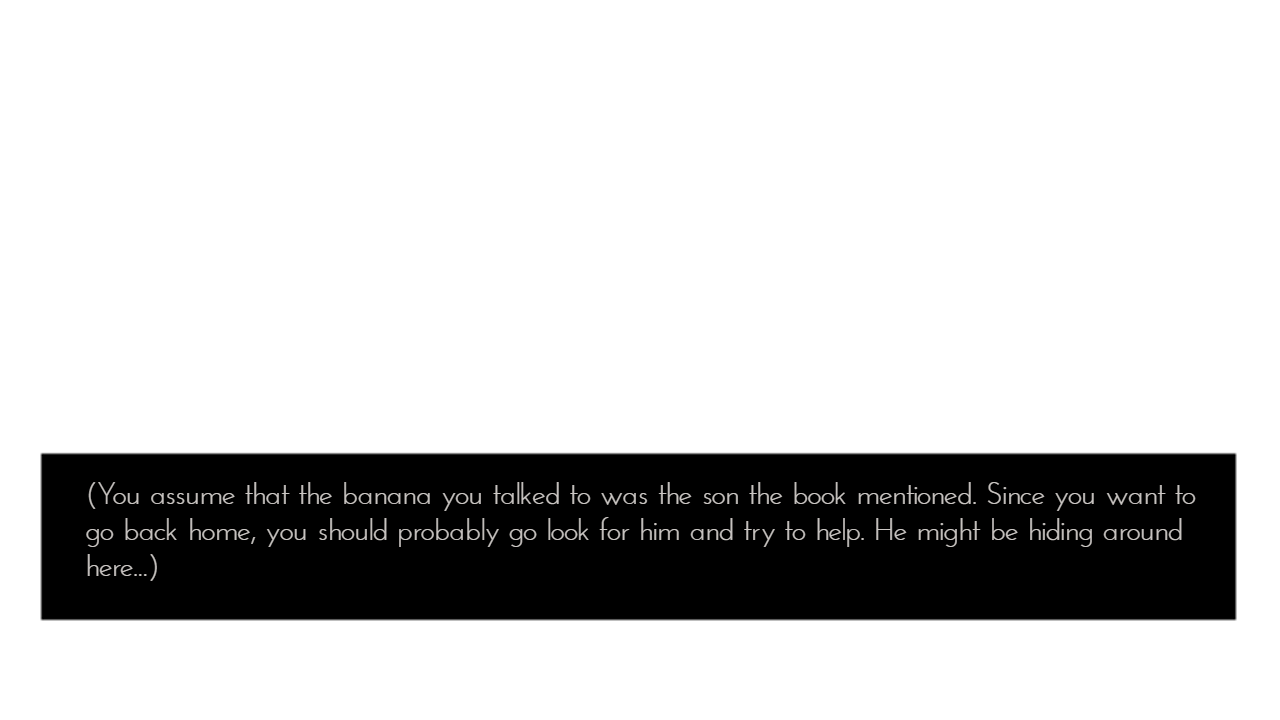 (You assume that the banana you talked to was the son the book mentioned. Since you want to
go back home, you should probably go look for him and try to help. He might be hiding around
here...)